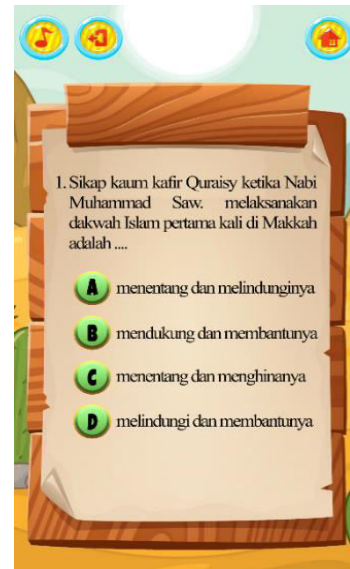 1. Sikap kaum kafir Quraisy ketika Nabi
Muhammad Saw. melaksanakan
dakwah Islam pertama kali di Makkah
adalah ....
A menentang dan melindunginya
B mendukung dan membantunya
C menentang dan menghinanya
D melindungi dan membantunya